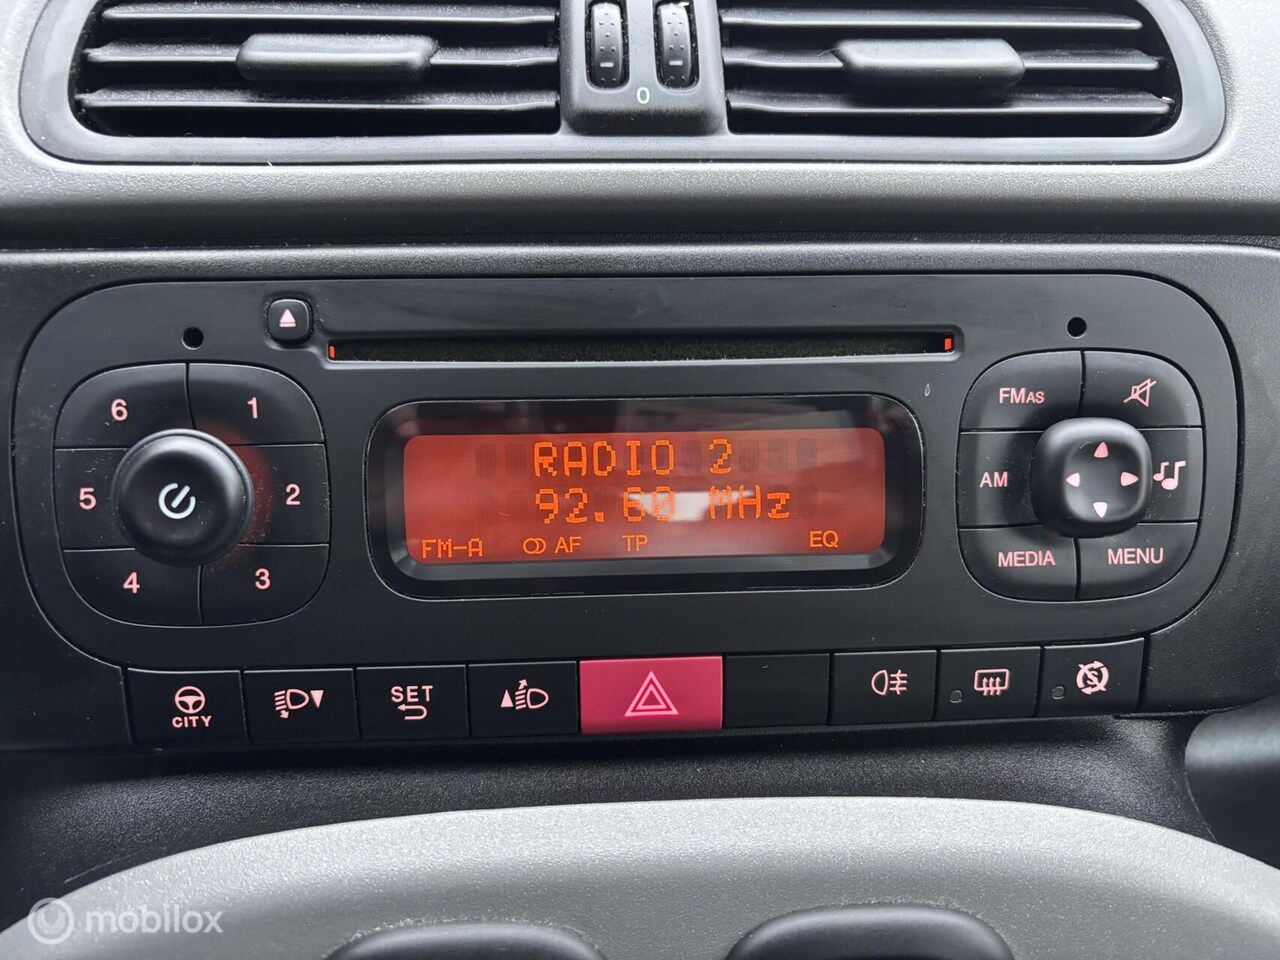 0
6 1
5 2
4 3
RADIO 2
92.60 MHz
FM-A AF TP EQ
FMAS
AM
MEDIA MENU
CITY
SET
mobilox